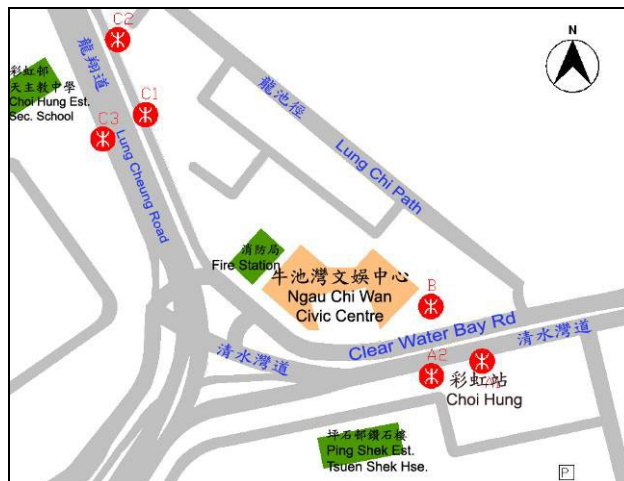 C2
N
龍翔道
彩虹邨
天主教中學
Choi Hung Est.
Sec. School
C1
C3
Lung Cheung Road
龍池徑
Lung Chi Path
消防局
Fire Station
牛池灣文娛中心
Ngau Chi Wan
Civic Centre
B
Clear Water Bay Rd
清水灣道
清水灣道
A2
彩虹站
Choi Hung
坪石邨鑽石樓
Ping Shek Est.
Tsuen Shek Hse.
P